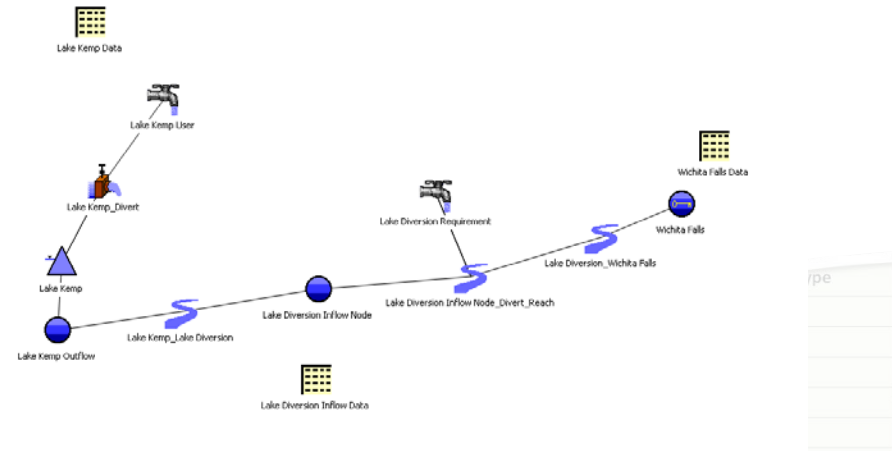 Lake Kemp Data
Lake Kemp User
Wichita Falls Data
Lake Kemp_Divert
Lake Diversion Requirement
Wichita Falls
Lake Diversion_Wichita Falls
Lake Kemp
Lake Diversion Inflow Node_Divert_Reach
Lake Diversion Inflow Node
Lake Kemp_Lake Diversion
Lake Kemp Outflow
Lake Diversion Inflow Data